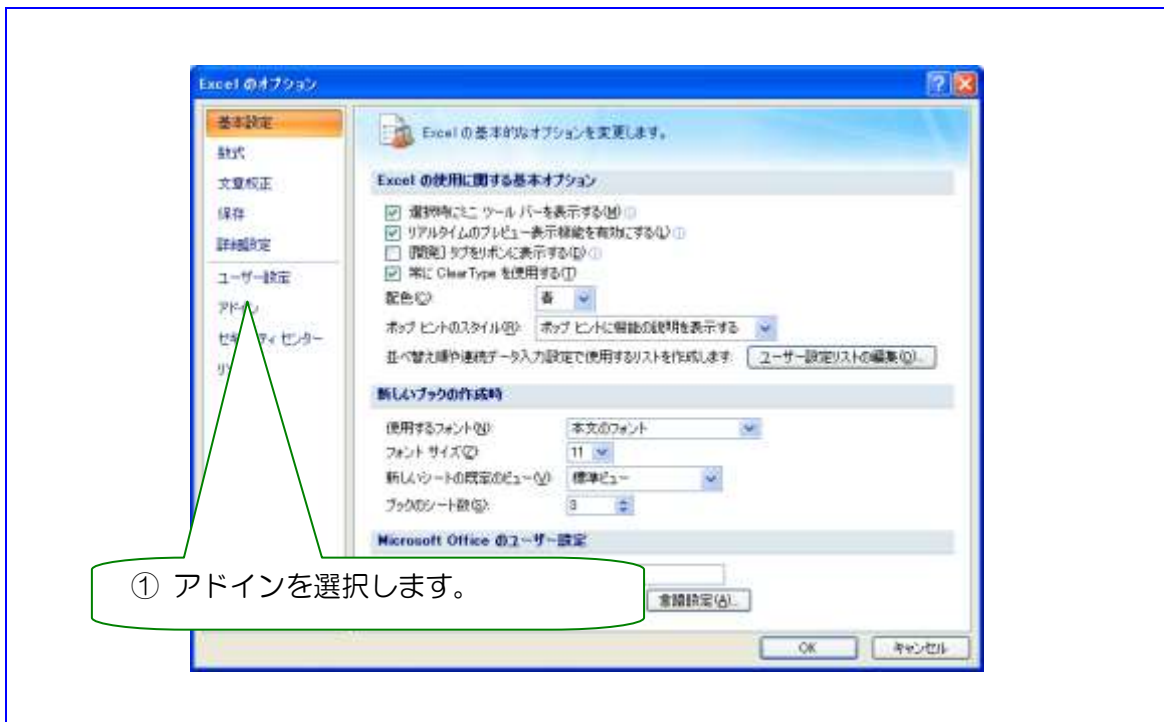 Excel のオプション
基本設定
数式
文章校正
保存
詳細設定
ユーザー設定
アドイン
Excel の基本的なオプションを変更します。
Excel の使用に関する基本オプション
選択時にミニ ツール バーを表示する(M)
リアルタイムのプレビュー表示機能を有効にする(L)
[開発] タブをリボンに表示する(D)
常に ClearType を使用する(T)
配色(C):
青
ポップ ヒントのスタイル(R):
ポップ ヒントに機能の説明を表示する
並べ替え順や連続データ入力設定で使用するリストを作成します:
ユーザー設定リストの編集(O)...
新しいブックの作成時
使用するフォント(N):
本文のフォント
フォント サイズ(Z):
11
新しいシートの既定のビュー(V):
標準ビュー
ブックのシート数(S):
3
Microsoft Office のユーザー設定
言語設定(A)...
① アドインを選択します。
OK
キャンセル